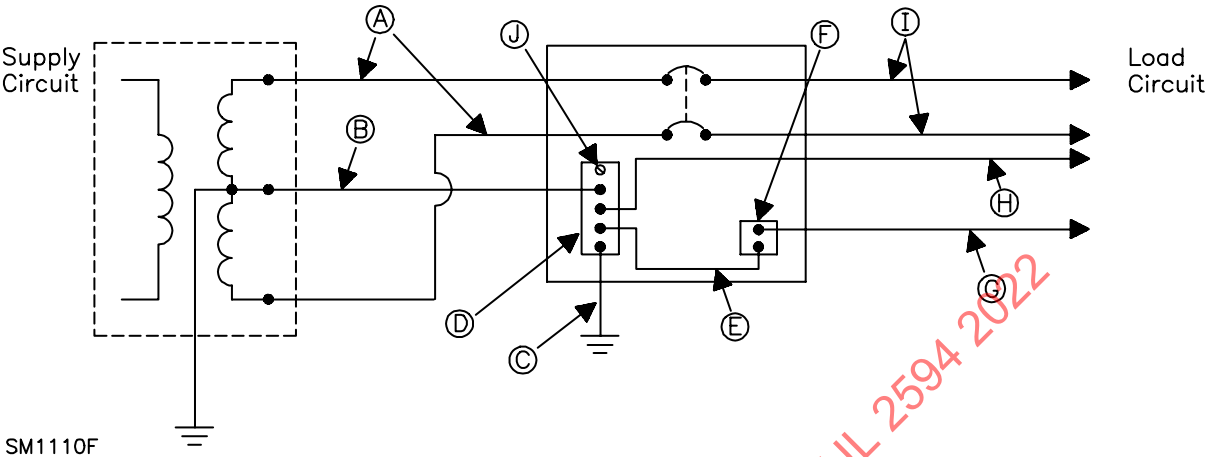 A
J
F
I
Supply
Circuit
Load
Circuit
B
H
G
D
E
C
UL 2594 2022
SM1110F